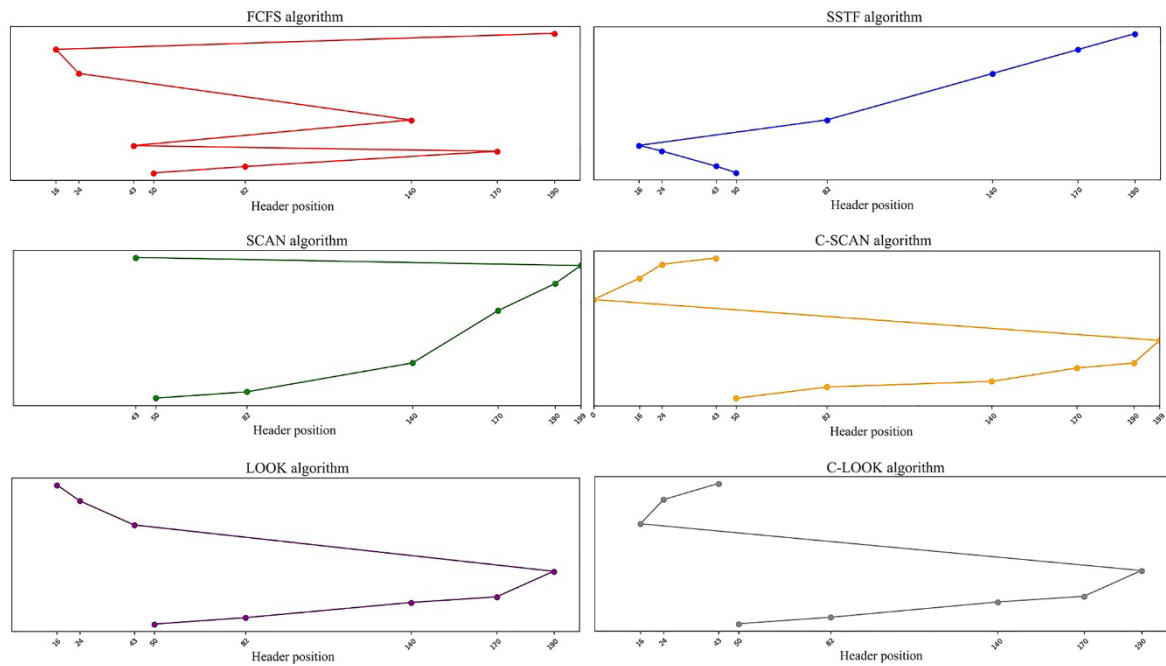 FCFS algorithm
16 24 43 50 82 140 170 190
Header position
SSTF algorithm
16 24 43 50 82 140 170 190
Header position
SCAN algorithm
43 50 82 140 170 190 199
Header position
C-SCAN algorithm
0 16 24 43 50 82 140 170 190 199
Header position
LOOK algorithm
16 24 43 50 82 140 170 190
Header position
C-LOOK algorithm
16 24 43 50 82 140 170 190
Header position